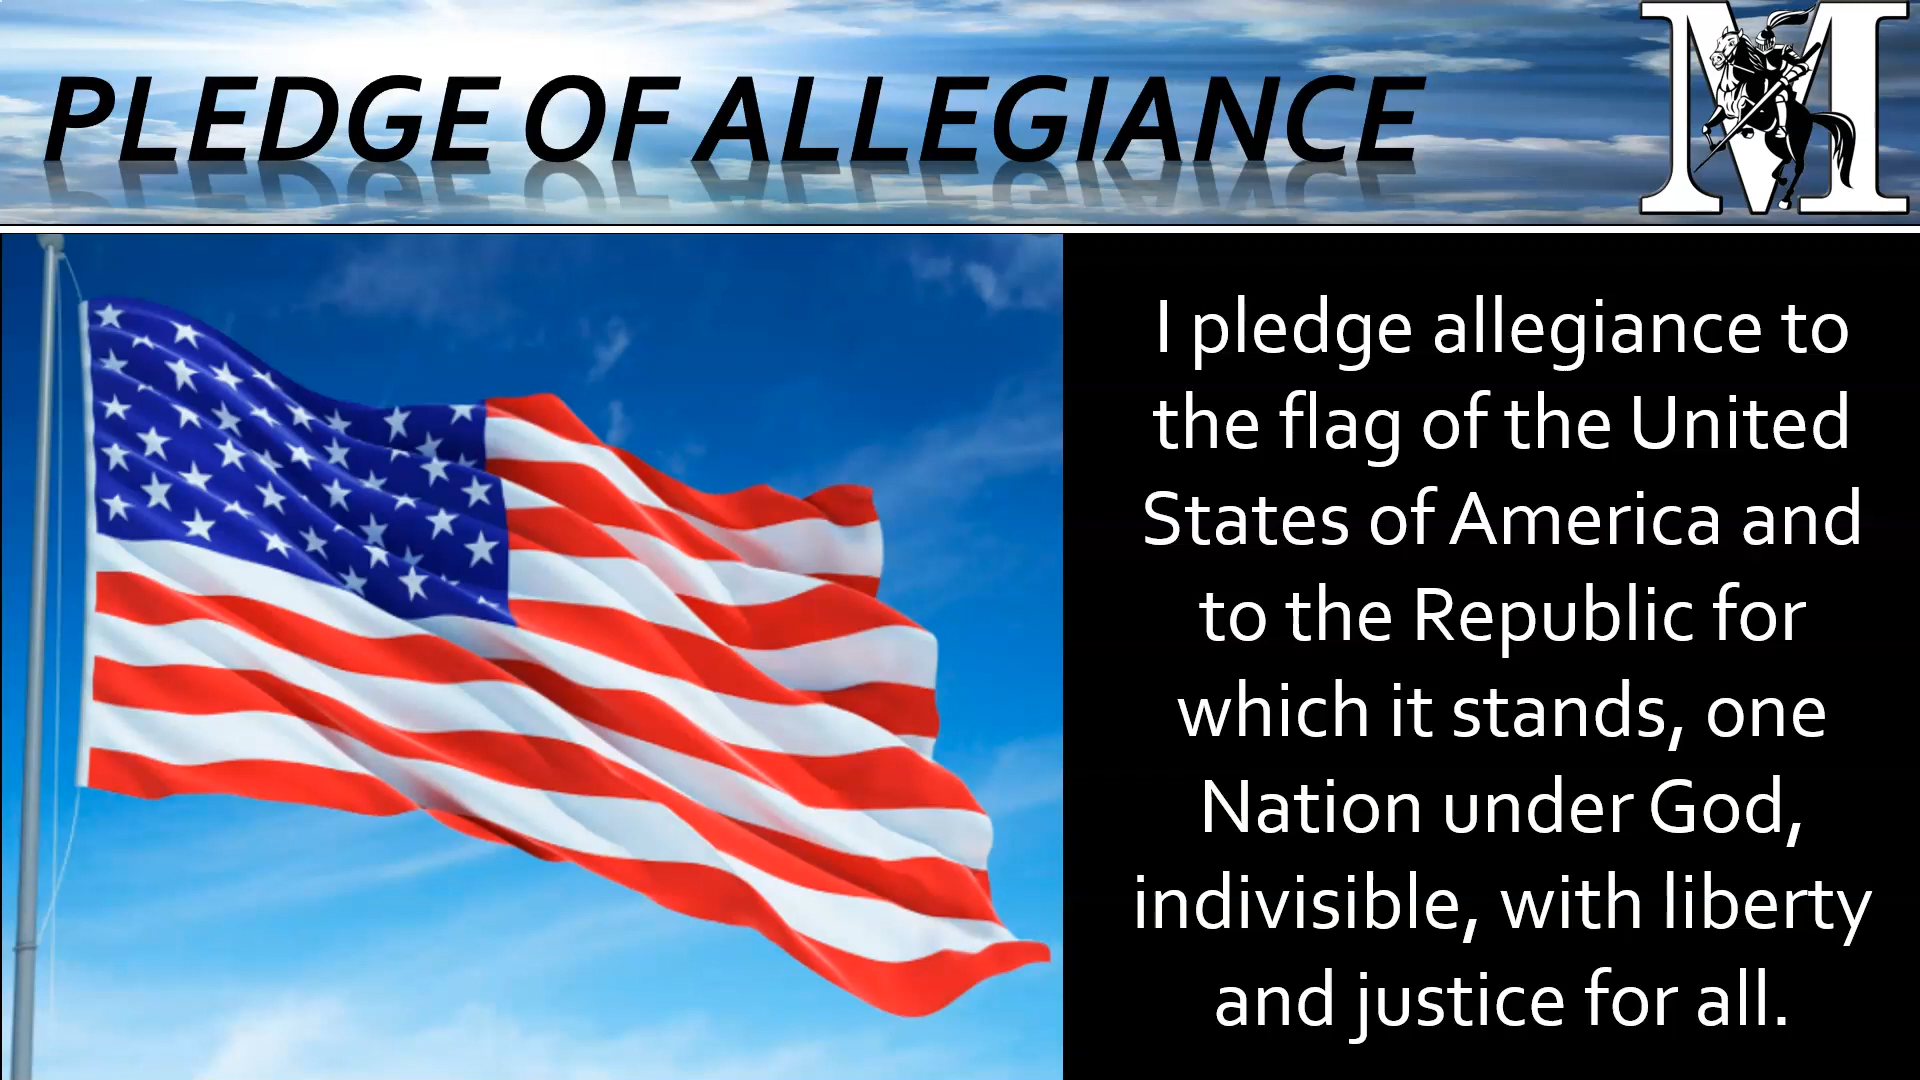 PLEDGE OF ALLEGIANCE
M
I pledge allegiance to
the flag of the United
States of America and
to the Republic for
which it stands, one
Nation under God,
indivisible, with liberty
and justice for all.